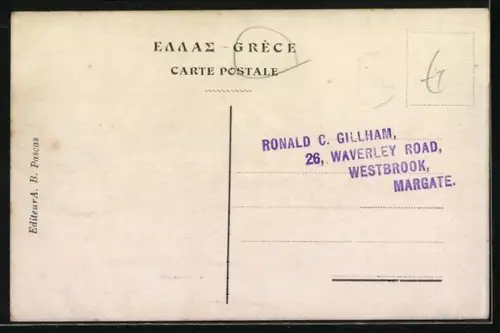 ΕΛΛΑΣ - GRÈCE
CARTE POSTALE
RONALD C. GILLHAM,
26, WAVERLEY ROAD,
WESTBROOK,
MARGATE.
Editeur A. B. Pascas